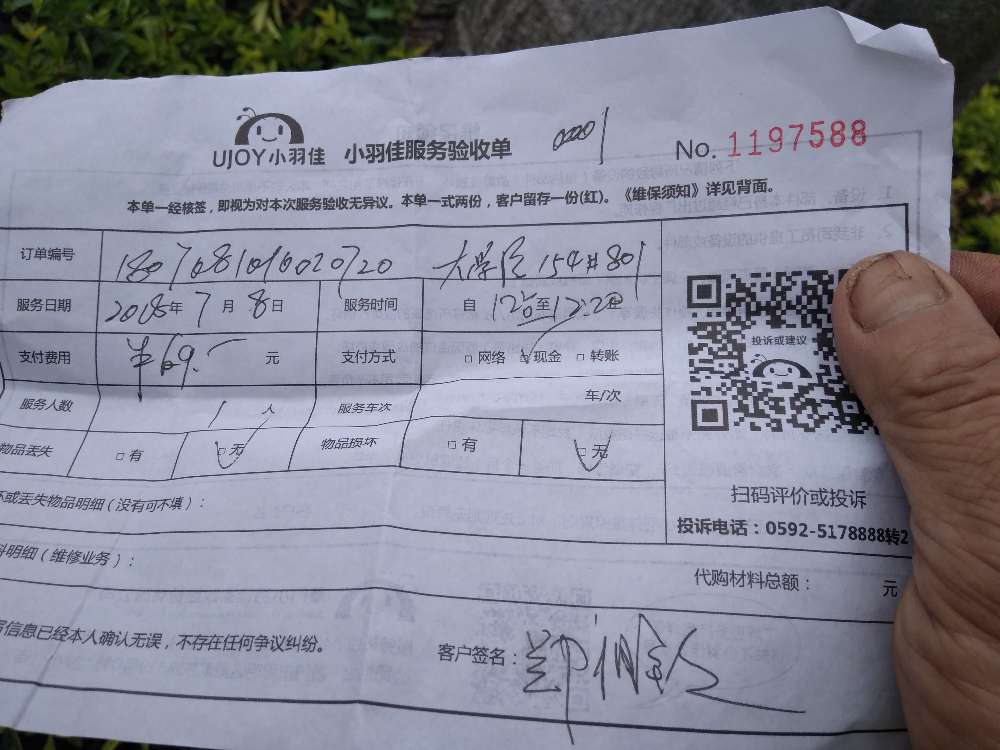 UJOY小羽佳 小羽佳服务验收单 No. 1197588
本单一经核签，即视为对本次服务验收无异议。本单一式两份，客户留存一份(红)。《维保须知》详见背面。
订单编号 大学 154# 801
服务日期 2018年 7月 8日 服务时间 自 至
支付费用 ¥69.- 元 支付方式 □网络 ☑现金 □转账
服务人数 1 人 服务车次 车/次
物品丢失 □有 ☑无 物品损坏 □有 ☑无
投诉或建议
扫码评价或投诉
投诉电话：0592-5178888转2
坏或丢失物品明细（没有可不填）：
料明细（维修业务）：
代购材料总额： 元
写信息已经本人确认无误，不存在任何争议纠纷。
客户签名：